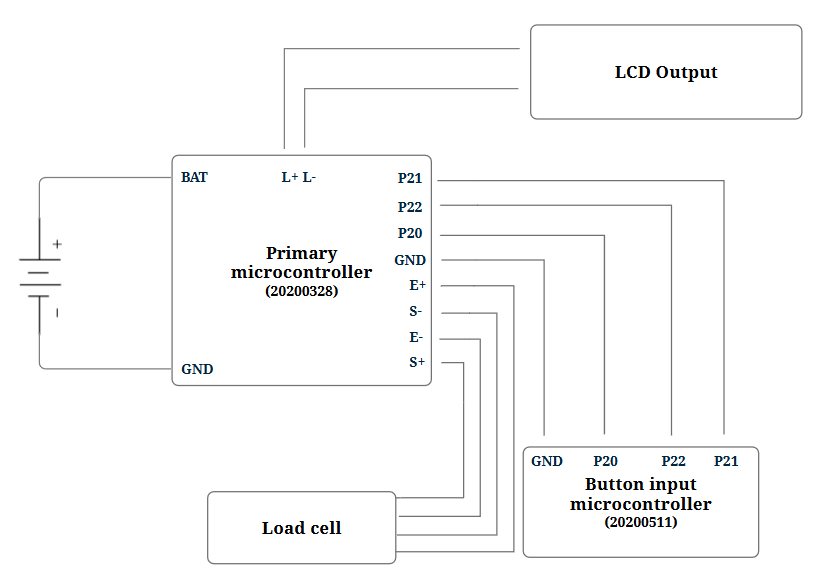 LCD Output
BAT
L+ L-
P21
P22
P20
GND
E+
S-
E-
S+
Primary
microcontroller
(20200328)
GND
+
-
GND P20 P22 P21
Button input
microcontroller
(20200511)
Load cell